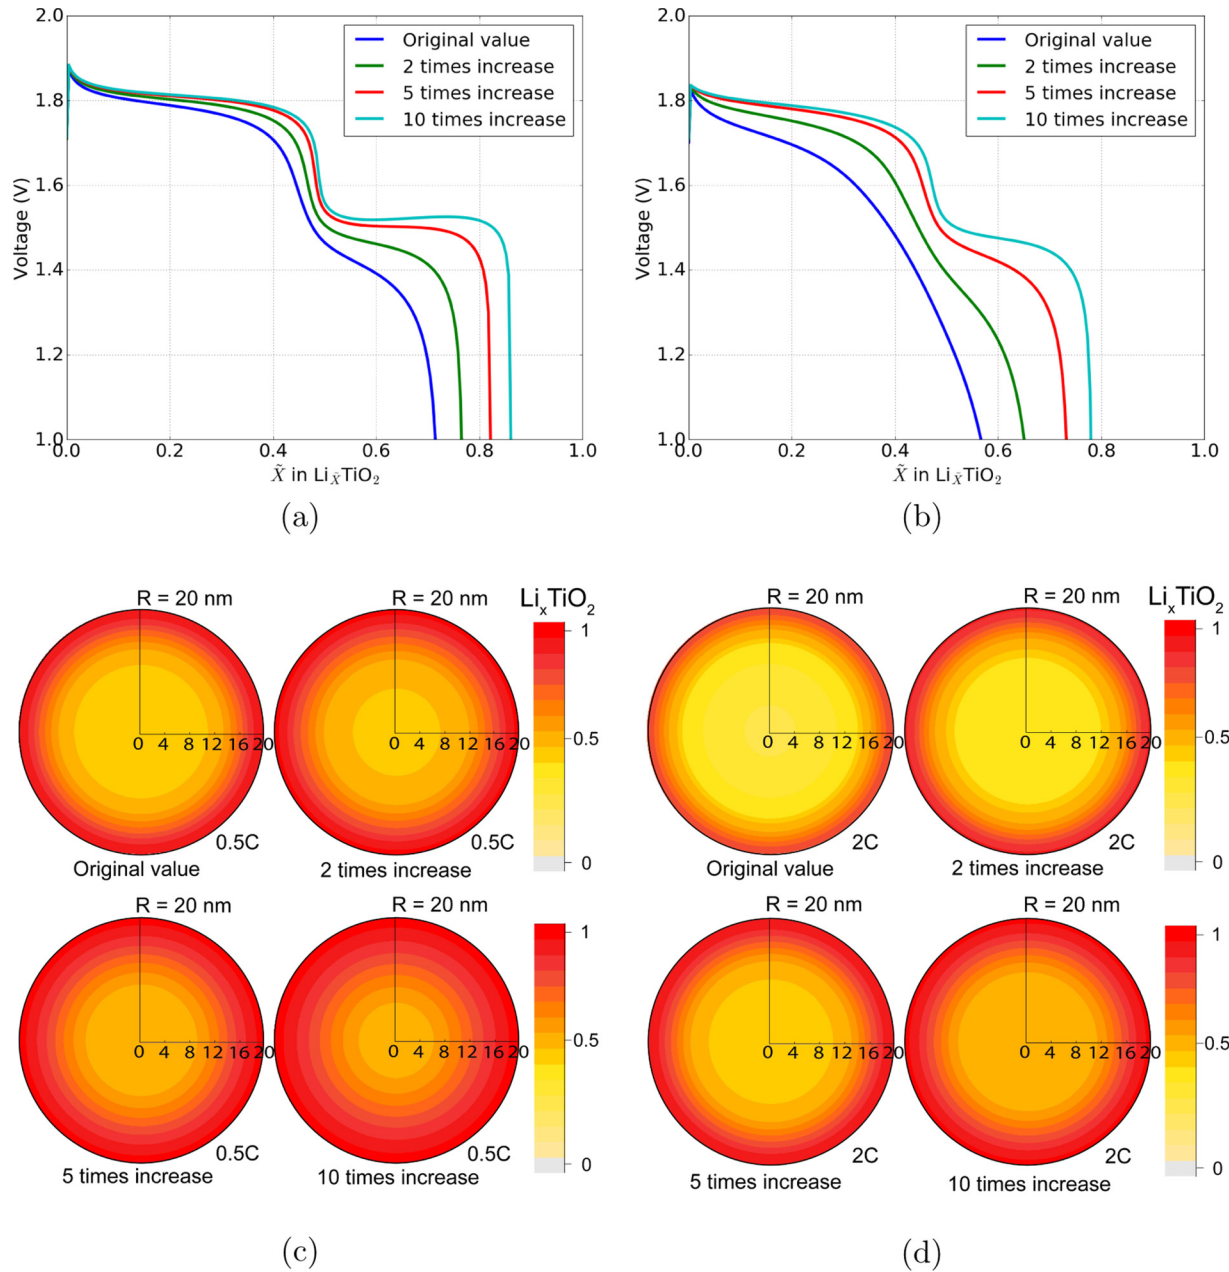 2.0
1.8
1.6
1.4
1.2
1.0
Voltage (V)
Original value
2 times increase
5 times increase
10 times increase
0.0 0.2 0.4 0.6 0.8 1.0
X̃ in Li_X̃TiO₂
(a)
2.0
1.8
1.6
1.4
1.2
1.0
Voltage (V)
Original value
2 times increase
5 times increase
10 times increase
0.0 0.2 0.4 0.6 0.8 1.0
X̃ in Li_X̃TiO₂
(b)
R = 20 nm
0 4 8 12 16 20
0.5C
Original value
R = 20 nm
0 4 8 12 16 20
0.5C
2 times increase
LiₓTiO₂
1
0.5
0
R = 20 nm
0 4 8 12 16 20
0.5C
5 times increase
R = 20 nm
0 4 8 12 16 20
0.5C
10 times increase
1
0.5
0
(c)
R = 20 nm
0 4 8 12 16 20
2C
Original value
R = 20 nm
0 4 8 12 16 20
2C
2 times increase
LiₓTiO₂
1
0.5
0
R = 20 nm
0 4 8 12 16 20
2C
5 times increase
R = 20 nm
0 4 8 12 16 20
2C
10 times increase
1
0.5
0
(d)